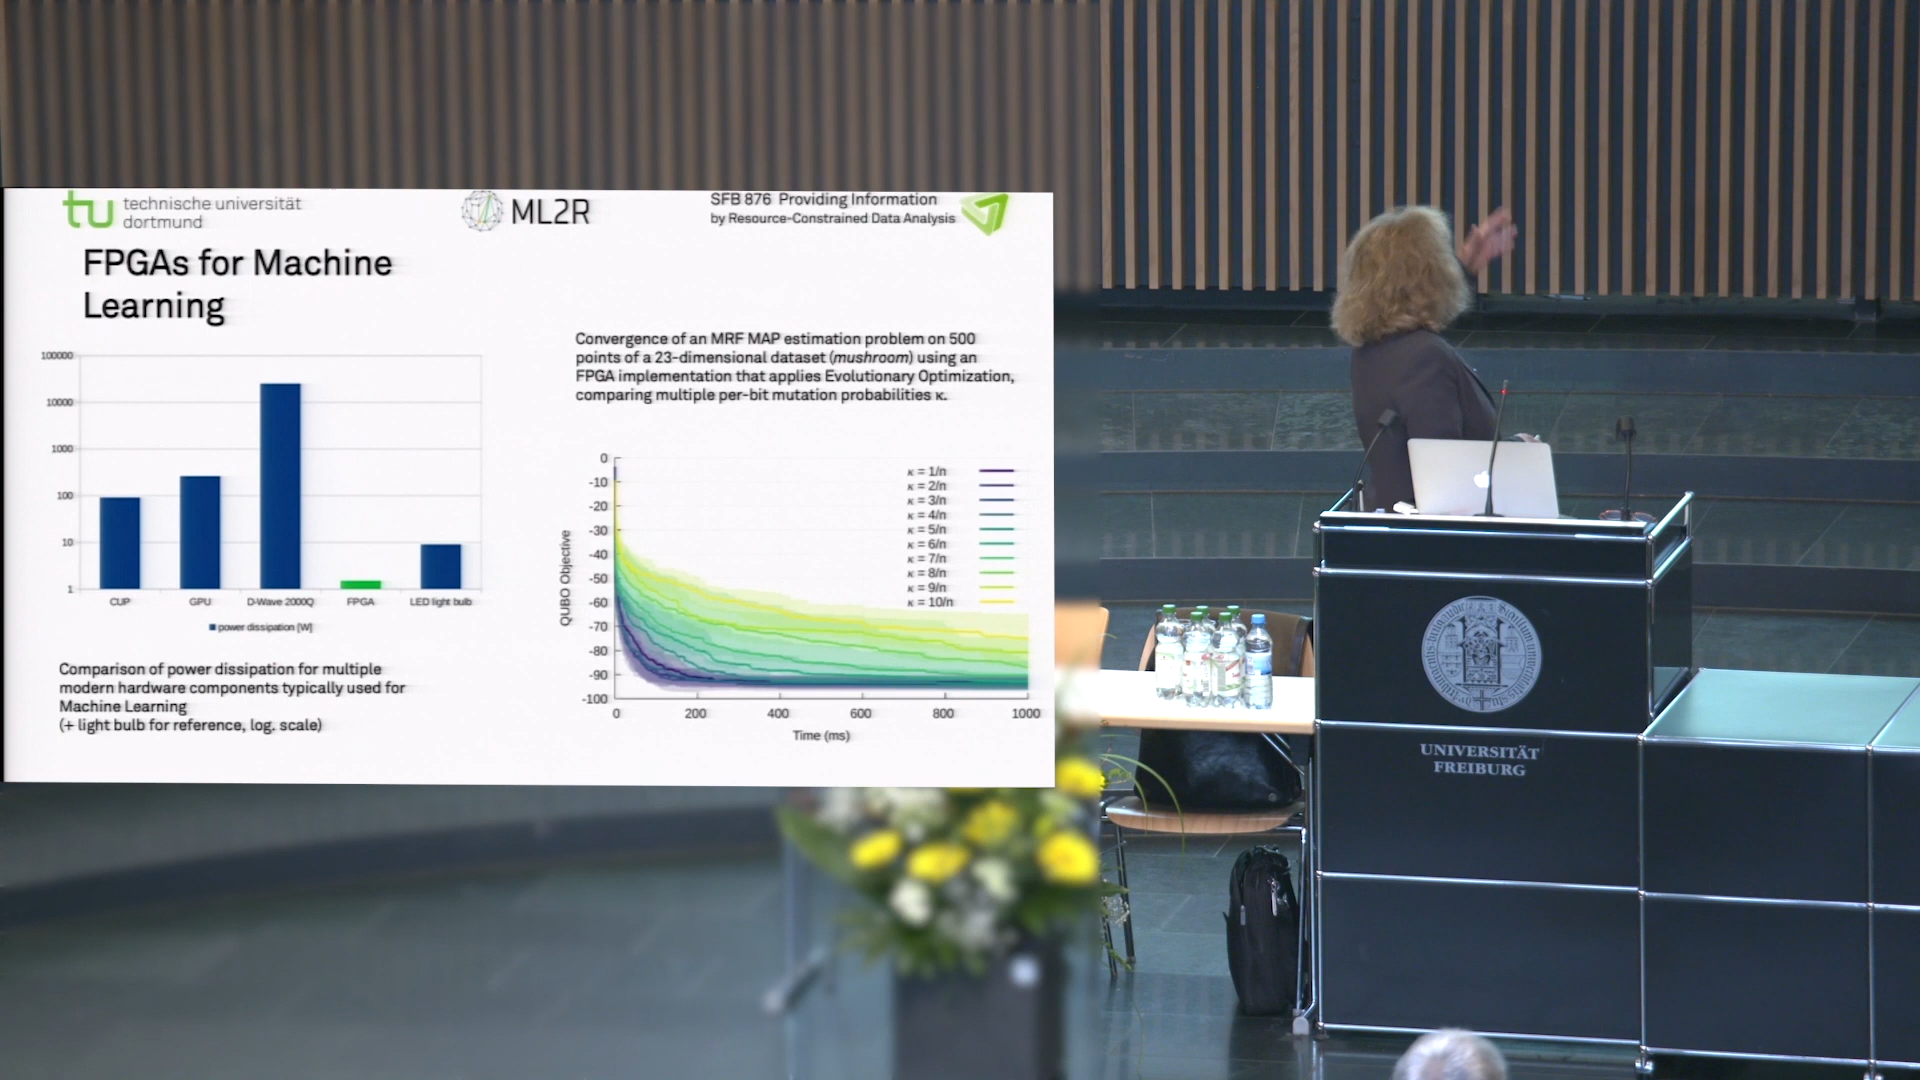 technische universität
dortmund
ML2R
SFB 876 Providing Information
by Resource-Constrained Data Analysis
FPGAs for Machine
Learning
100000
10000
1000
100
10
1
CUP
GPU
D-Wave 2000Q
FPGA
LED light bulb
power dissipation [W]
Comparison of power dissipation for multiple
modern hardware components typically used for
Machine Learning
(+ light bulb for reference, log. scale)
Convergence of an MRF MAP estimation problem on 500
points of a 23-dimensional dataset (mushroom) using an
FPGA implementation that applies Evolutionary Optimization,
comparing multiple per-bit mutation probabilities κ.
QUBO Objective
0
-10
-20
-30
-40
-50
-60
-70
-80
-90
-100
κ = 1/n
κ = 2/n
κ = 3/n
κ = 4/n
κ = 5/n
κ = 6/n
κ = 7/n
κ = 8/n
κ = 9/n
κ = 10/n
0
200
400
600
800
1000
Time (ms)
UNIVERSITÄT
FREIBURG